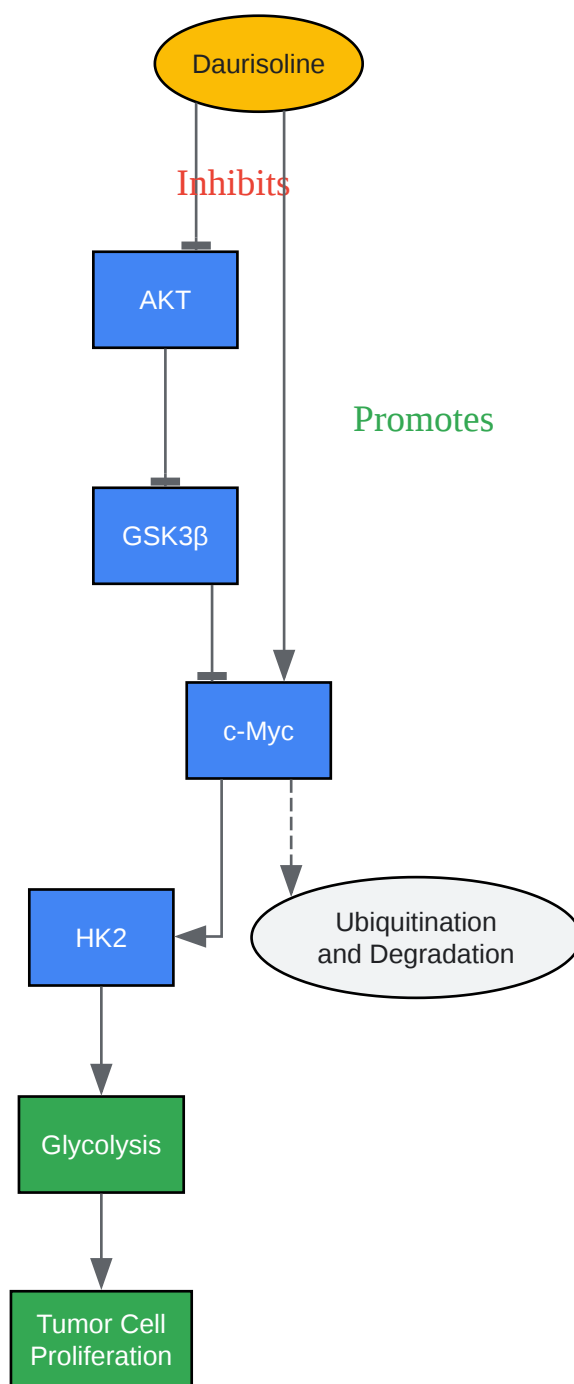 Daurisoline
Inhibits
AKT
Promotes
GSK3β
c-Myc
HK2
Ubiquitination
and Degradation
Glycolysis
Tumor Cell
Proliferation